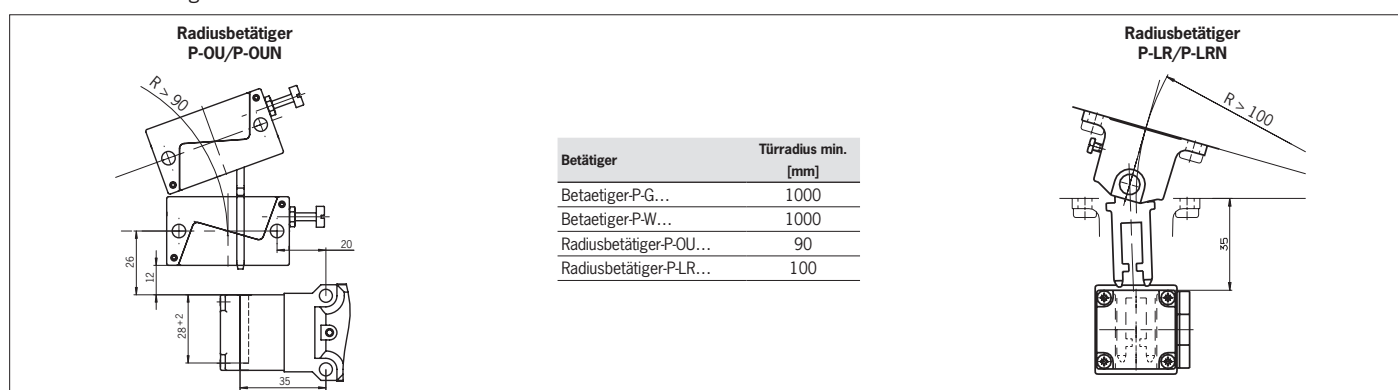 Radiusbetätiger
P-OU/P-OUN
R > 90
20
26
12
28+2
35
Betätiger Türradius min.
[mm]
Betaetiger-P-G… 1000
Betaetiger-P-W… 1000
Radiusbetätiger-P-OU… 90
Radiusbetätiger-P-LR… 100
Radiusbetätiger
P-LR/P-LRN
R > 100
35